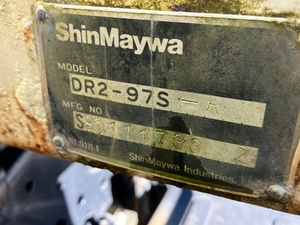 ShinMaywa
MODEL
DR2-97S-R
MFG NO
ShinMaywa Industries,